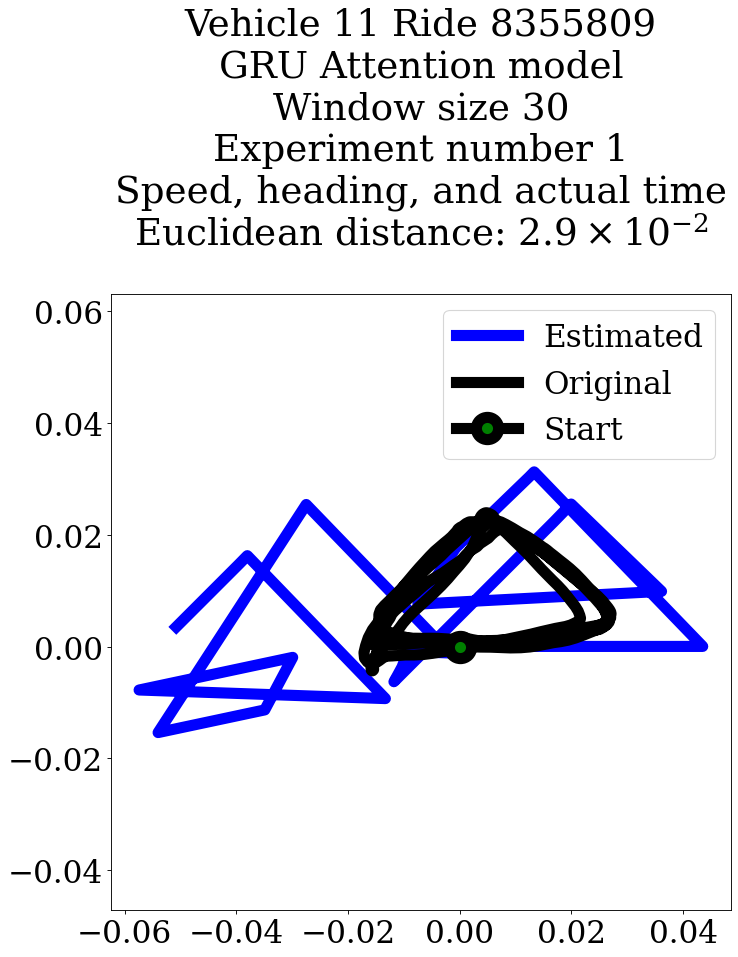 Vehicle 11 Ride 8355809
GRU Attention model
Window size 30
Experiment number 1
Speed, heading, and actual time
Euclidean distance: 2.9 × 10⁻²
Estimated
Original
Start
0.06
0.04
0.02
0.00
−0.02
−0.04
−0.06 −0.04 −0.02 0.00 0.02 0.04